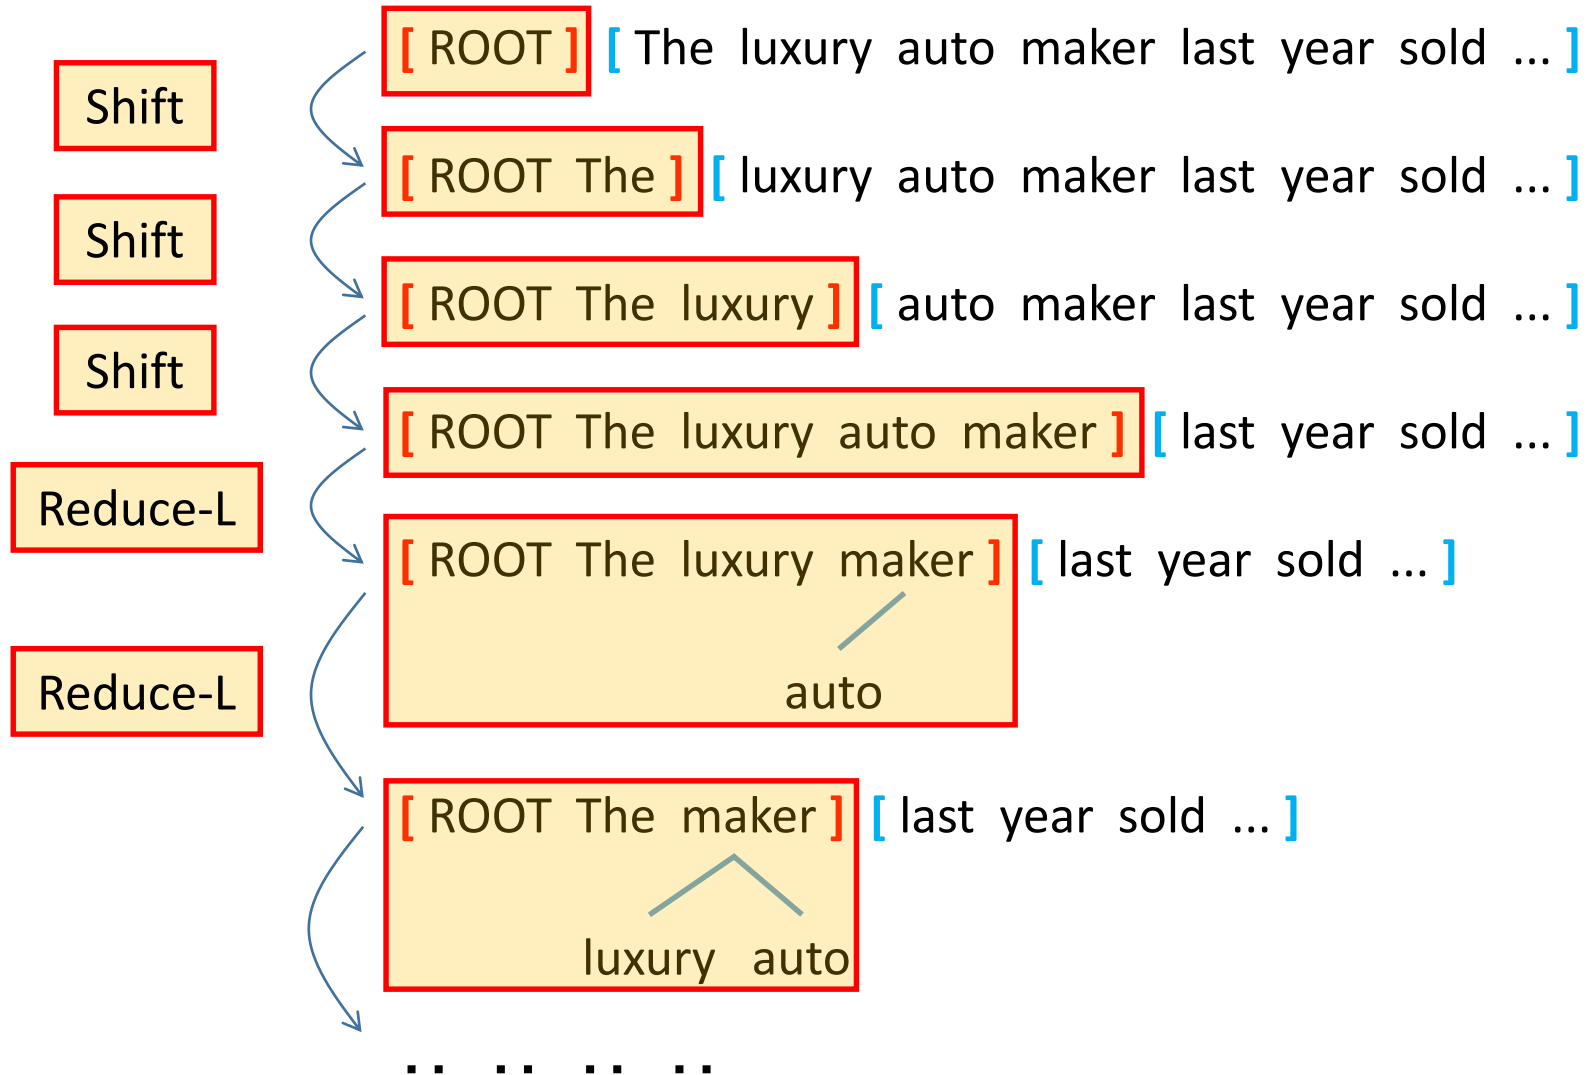 [ ROOT ] [ The luxury auto maker last year sold ... ]
Shift
[ ROOT The ] [ luxury auto maker last year sold ... ]
Shift
[ ROOT The luxury ] [ auto maker last year sold ... ]
Shift
[ ROOT The luxury auto maker ] [ last year sold ... ]
Reduce-L
[ ROOT The luxury maker ] [ last year sold ... ]
auto
Reduce-L
[ ROOT The maker ] [ last year sold ... ]
luxury auto
.. .. .. ..